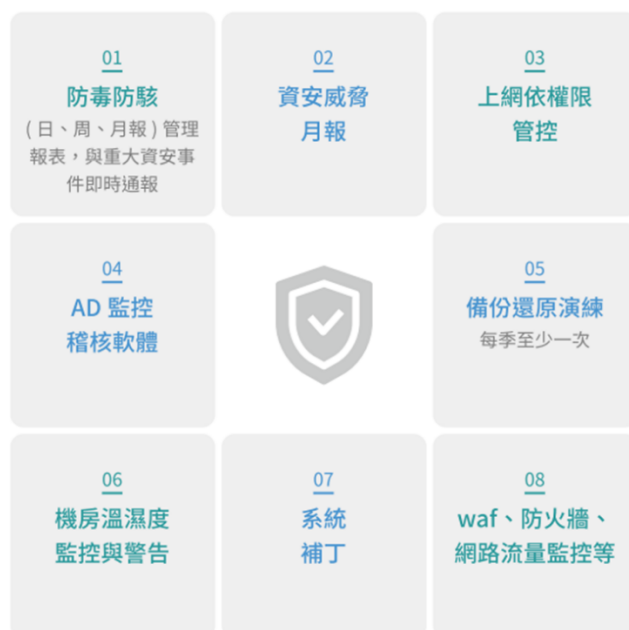 01
防毒防駭
( 日、周、月報 ) 管理
報表，與重大資安事
件即時通報
02
資安威脅
月報
03
上網依權限
管控
04
AD 監控
稽核軟體
05
備份還原演練
每季至少一次
06
機房溫濕度
監控與警告
07
系統
補丁
08
waf、防火牆、
網路流量監控等